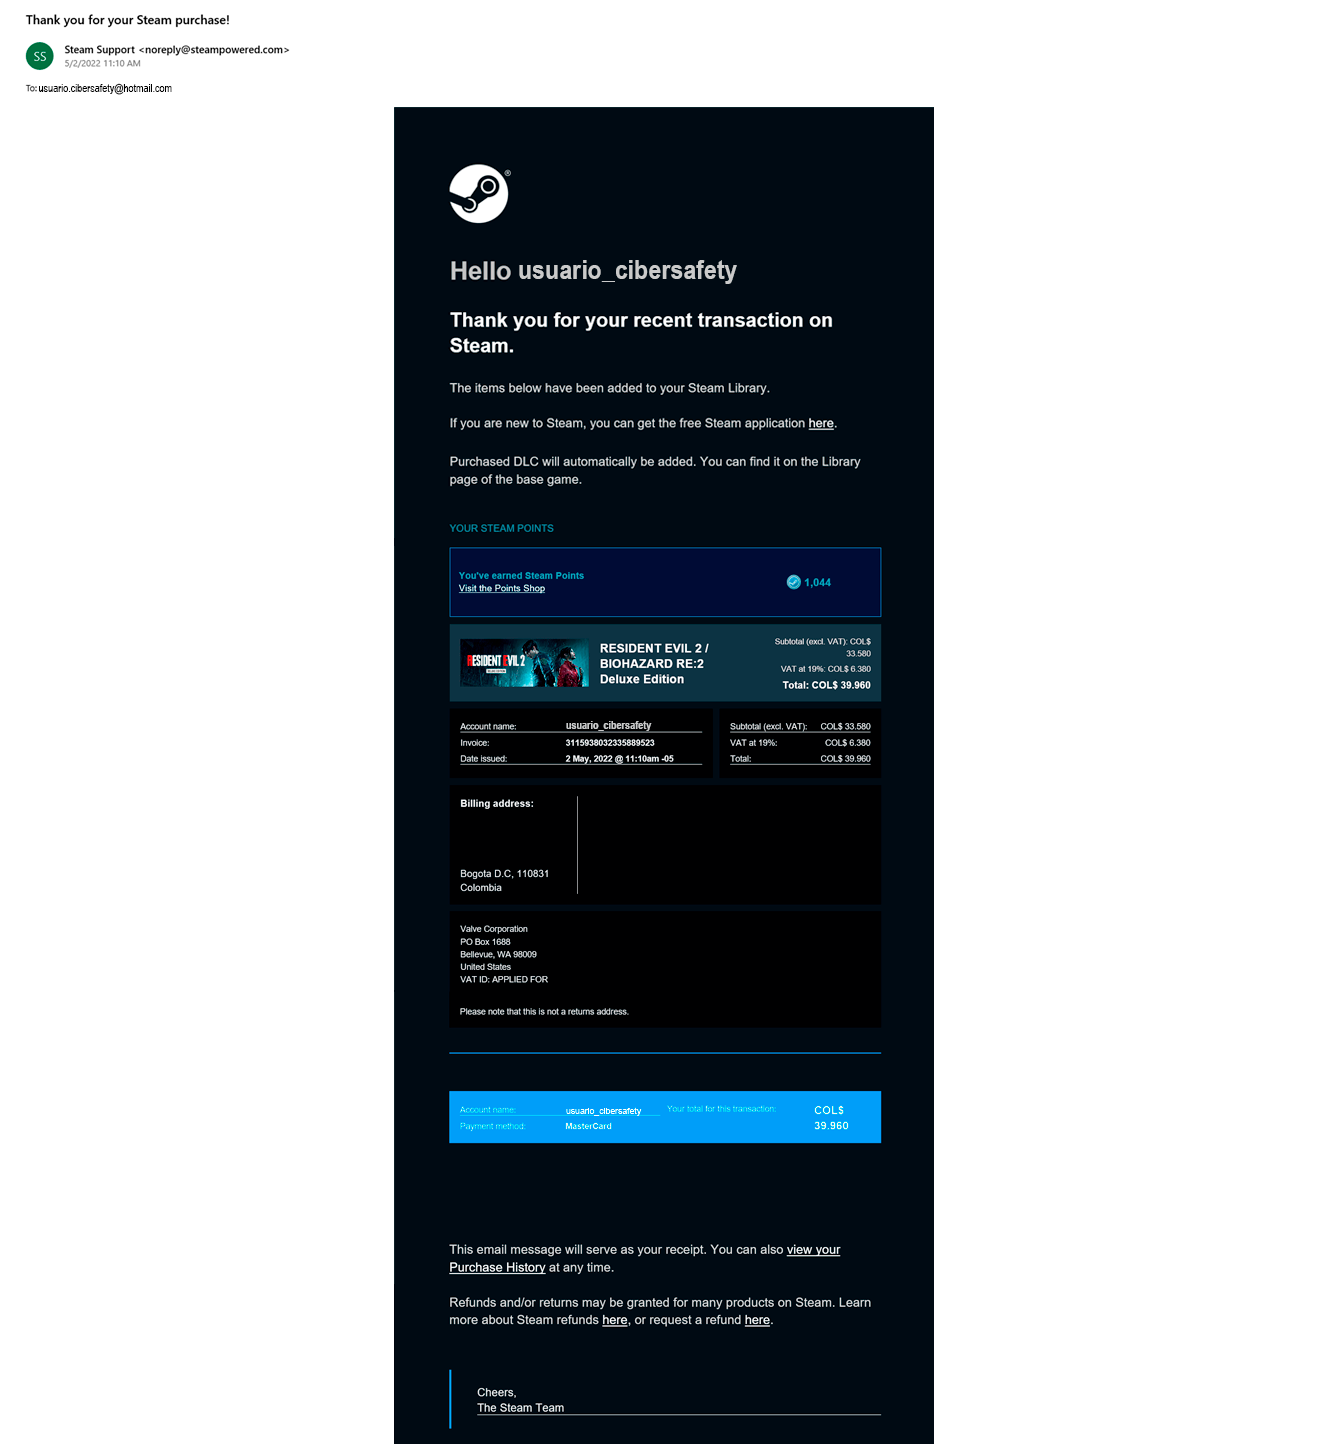 Thank you for your Steam purchase!
SS
Steam Support <noreply@steampowered.com>
5/2/2022 11:10 AM
To: usuario.cibersafety@hotmail.com
®
Hello usuario_cibersafety
Thank you for your recent transaction on
Steam.
The items below have been added to your Steam Library.
If you are new to Steam, you can get the free Steam application here.
Purchased DLC will automatically be added. You can find it on the Library
page of the base game.
YOUR STEAM POINTS
You've earned Steam Points
Visit the Points Shop
1,044
RESIDENT EVIL 2
RESIDENT EVIL 2 /
BIOHAZARD RE:2
Deluxe Edition
Subtotal (excl. VAT): COL$
33.580
VAT at 19%: COL$ 6.380
Total: COL$ 39.960
Account name: usuario_cibersafety
Invoice: 3115938032335889523
Date issued: 2 May, 2022 @ 11:10am -05
Subtotal (excl. VAT): COL$ 33.580
VAT at 19%: COL$ 6.380
Total: COL$ 39.960
Billing address:
Bogota D.C, 110831
Colombia
Valve Corporation
PO Box 1688
Bellevue, WA 98009
United States
VAT ID: APPLIED FOR
Please note that this is not a returns address.
Account name: usuario_cibersafety
Payment method: MasterCard
Your total for this transaction:
COL$
39.960
This email message will serve as your receipt. You can also view your
Purchase History at any time.
Refunds and/or returns may be granted for many products on Steam. Learn
more about Steam refunds here, or request a refund here.
Cheers,
The Steam Team